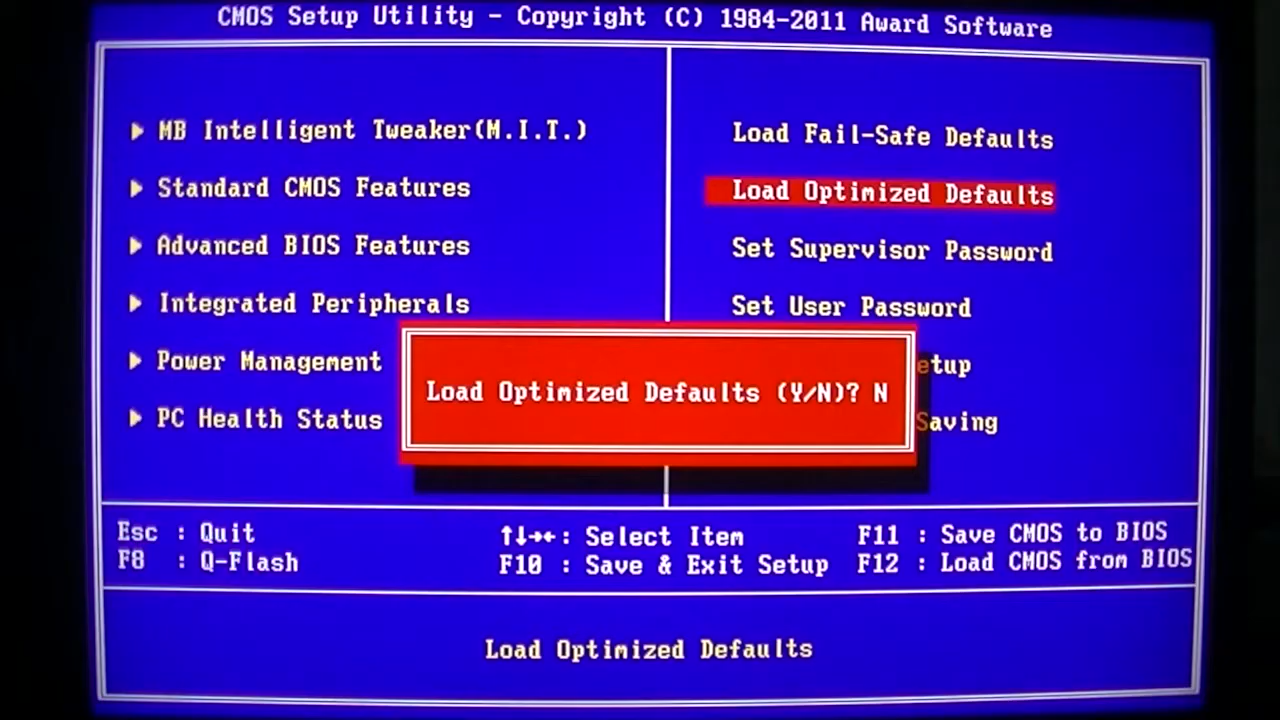 CMOS Setup Utility - Copyright (C) 1984-2011 Award Software
MB Intelligent Tweaker(M.I.T.)
Standard CMOS Features
Advanced BIOS Features
Integrated Peripherals
Power Management
PC Health Status
Load Fail-Safe Defaults
Load Optimized Defaults
Set Supervisor Password
Set User Password
etup
Saving
Load Optimized Defaults (Y/N)? N
Esc : Quit
F8 : Q-Flash
↑↓→←: Select Item
F10 : Save & Exit Setup
F11 : Save CMOS to BIOS
F12 : Load CMOS from BIOS
Load Optimized Defaults